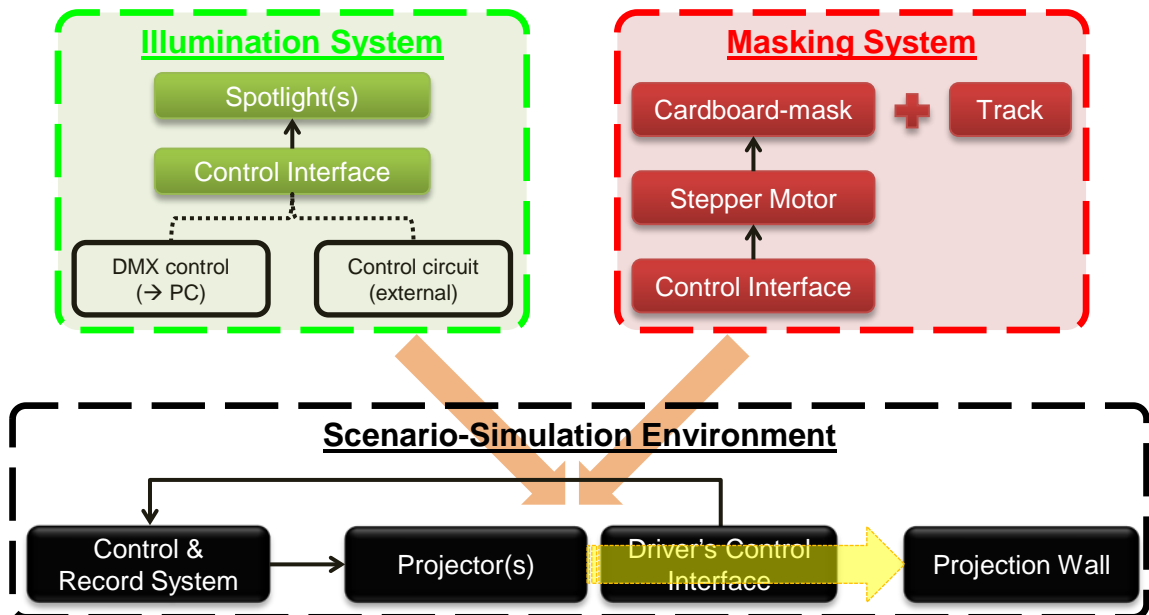 Illumination System
Spotlight(s)
Control Interface
DMX control
(→ PC)
Control circuit
(external)
Masking System
Cardboard-mask
Track
Stepper Motor
Control Interface
Scenario-Simulation Environment
Control &
Record System
Projector(s)
Driver's Control
Interface
Projection Wall